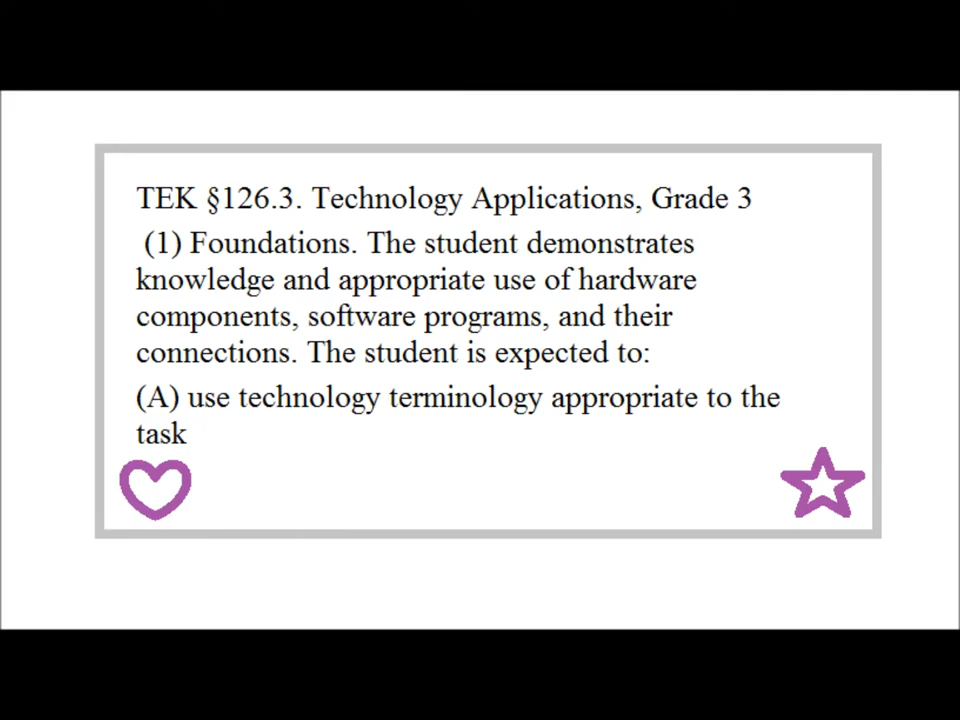 TEK §126.3. Technology Applications, Grade 3
(1) Foundations. The student demonstrates
knowledge and appropriate use of hardware
components, software programs, and their
connections. The student is expected to:
(A) use technology terminology appropriate to the
task